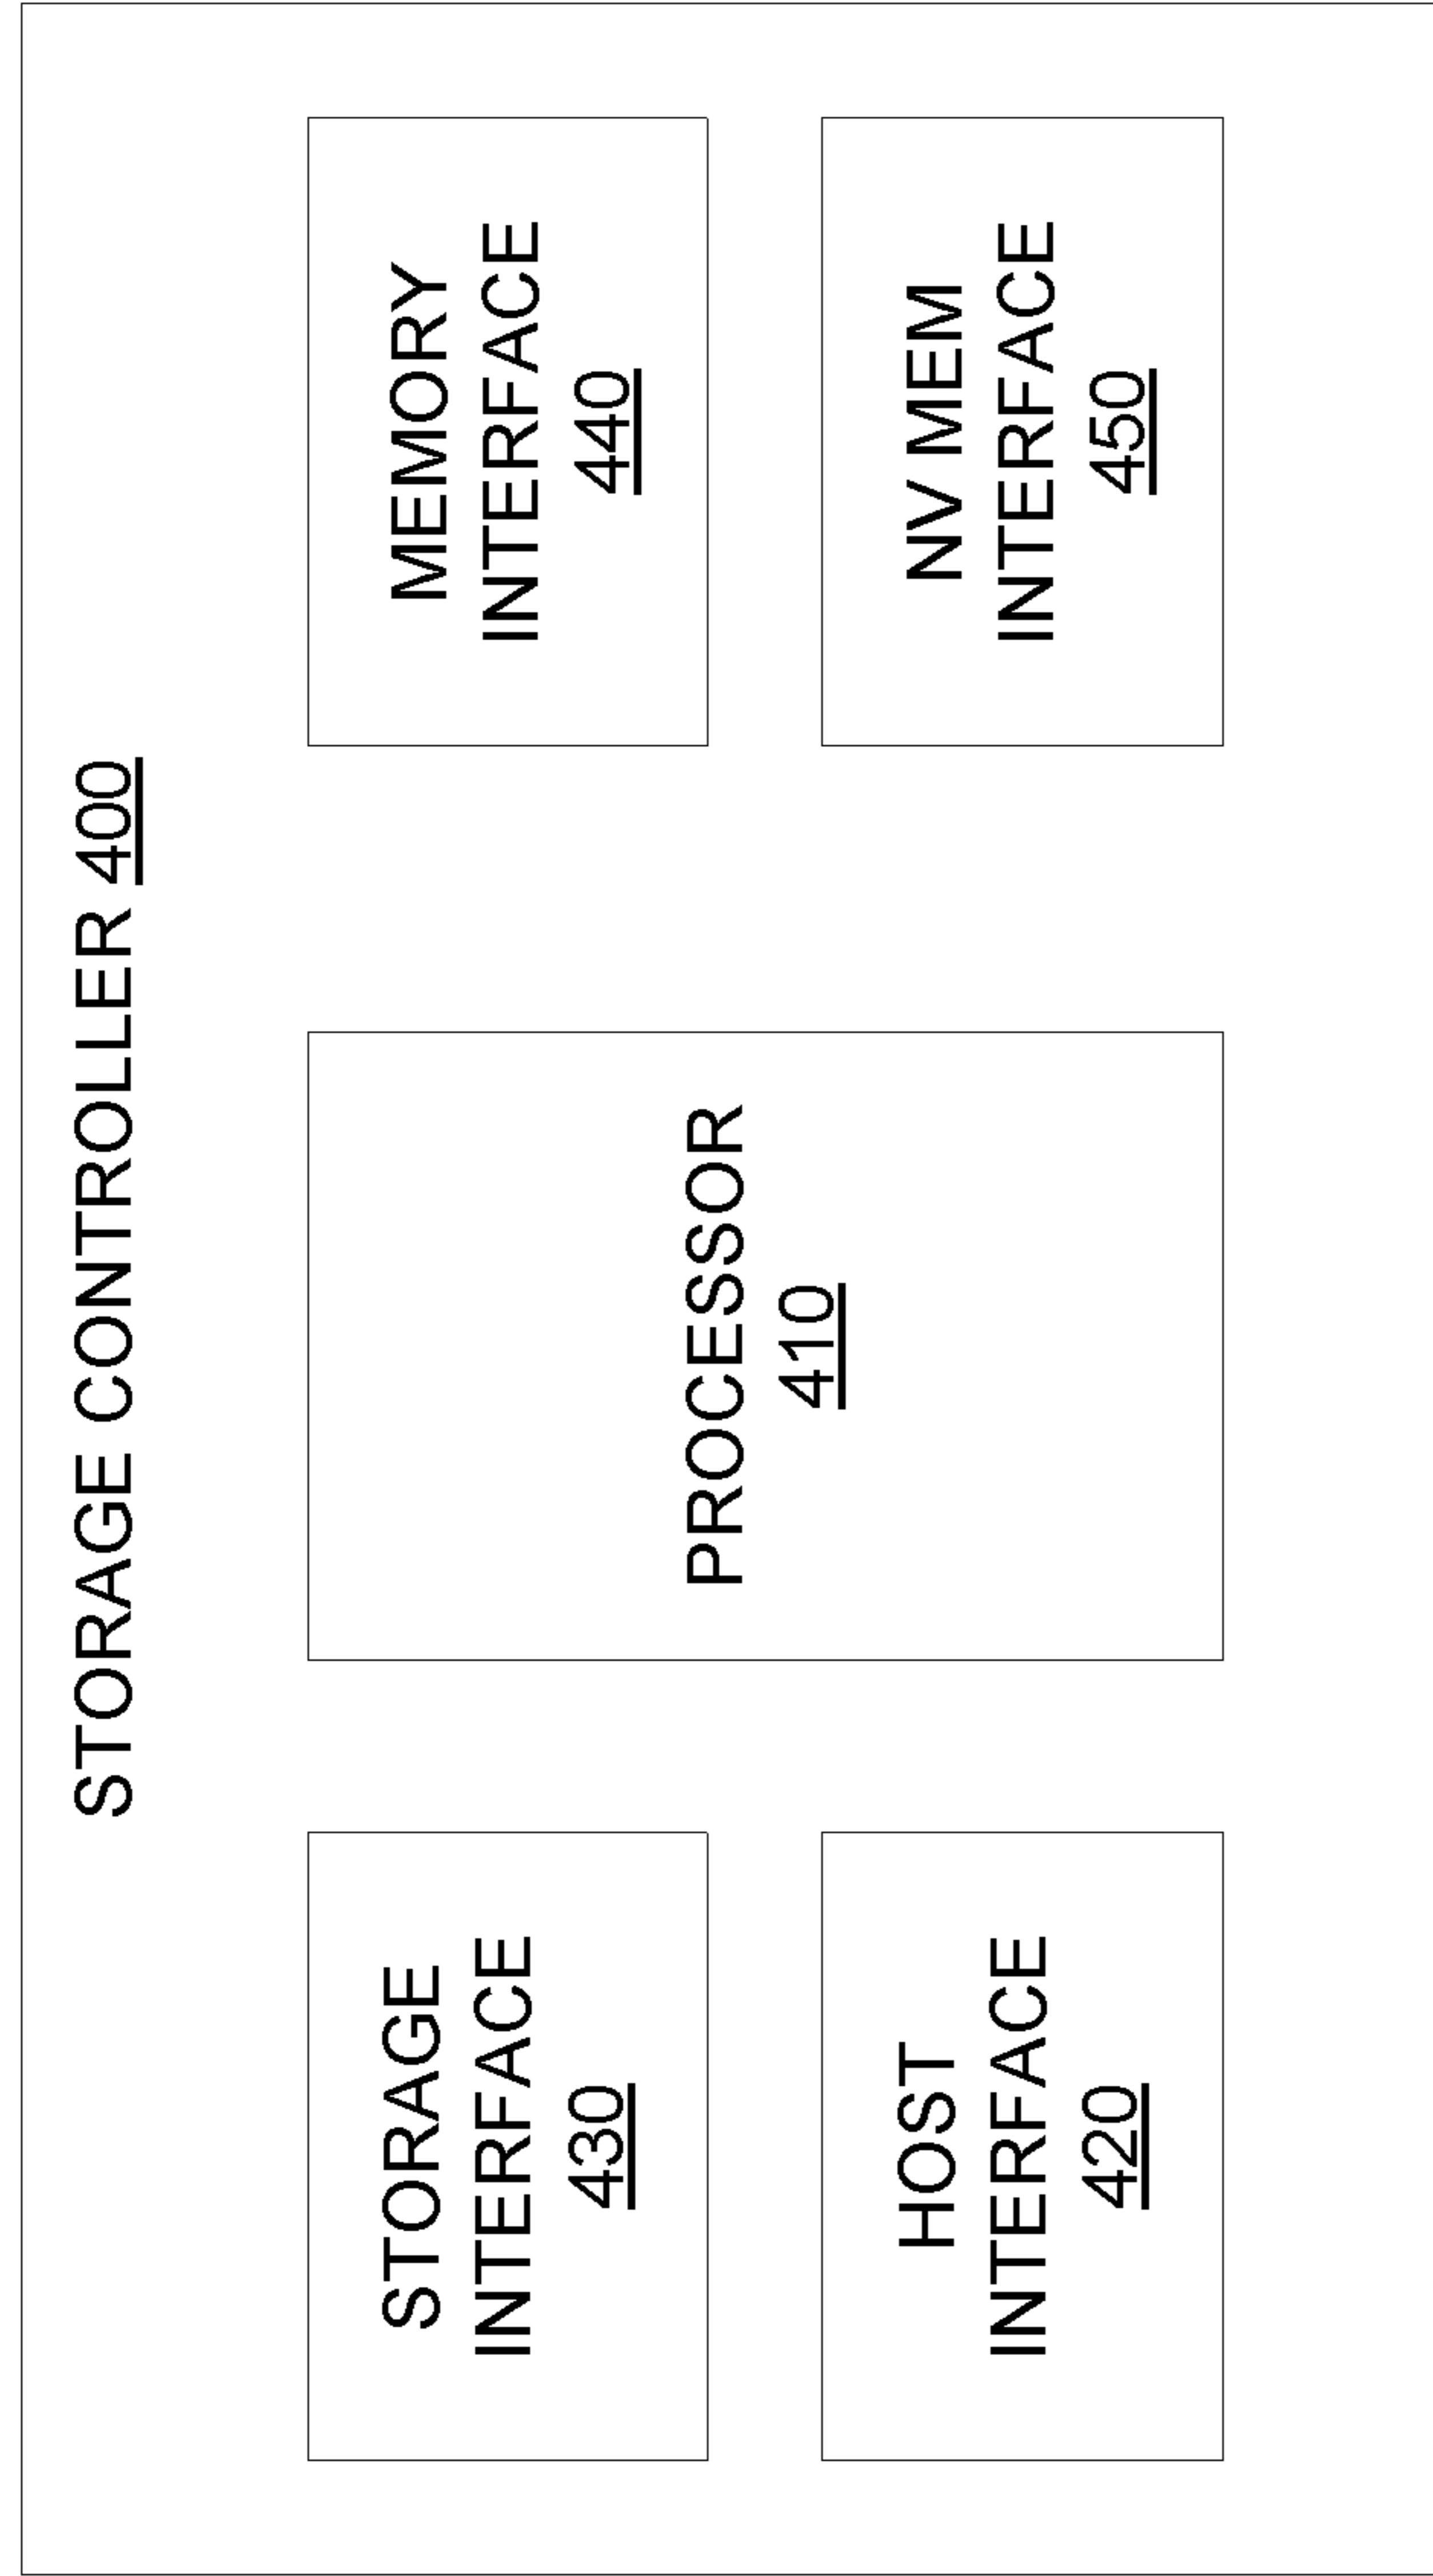 STORAGE CONTROLLER 400
STORAGE
INTERFACE
430
HOST
INTERFACE
420
PROCESSOR
410
MEMORY
INTERFACE
440
NV MEM
INTERFACE
450